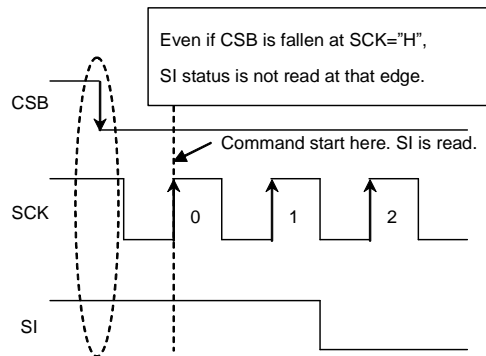 Even if CSB is fallen at SCK=”H”,
SI status is not read at that edge.
CSB
Command start here. SI is read.
SCK
0
1
2
SI